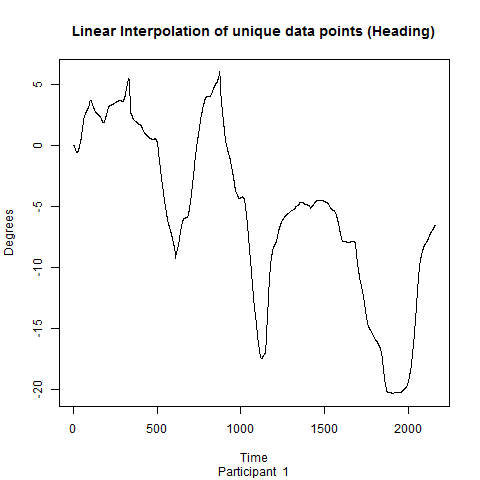 Linear Interpolation of unique data points (Heading)
Degrees
5
0
-5
-10
-15
-20
0 500 1000 1500 2000
Time
Participant 1